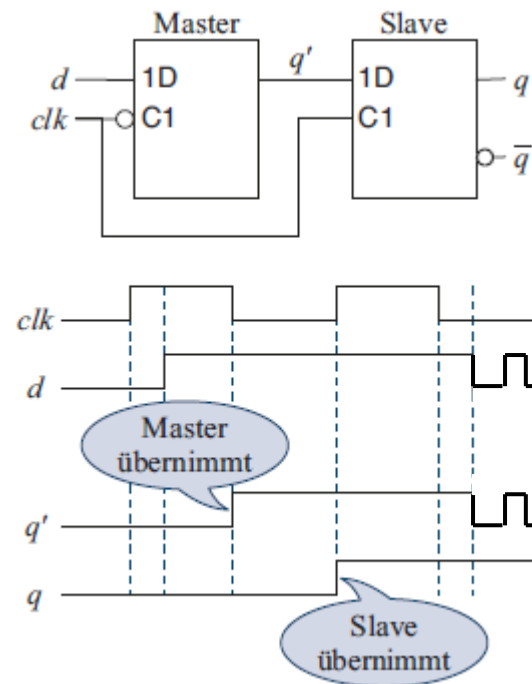 Master Slave
d 1D q' 1D q
clk C1 C1 q̅
clk
d
Master
übernimmt
q'
q
Slave
übernimmt